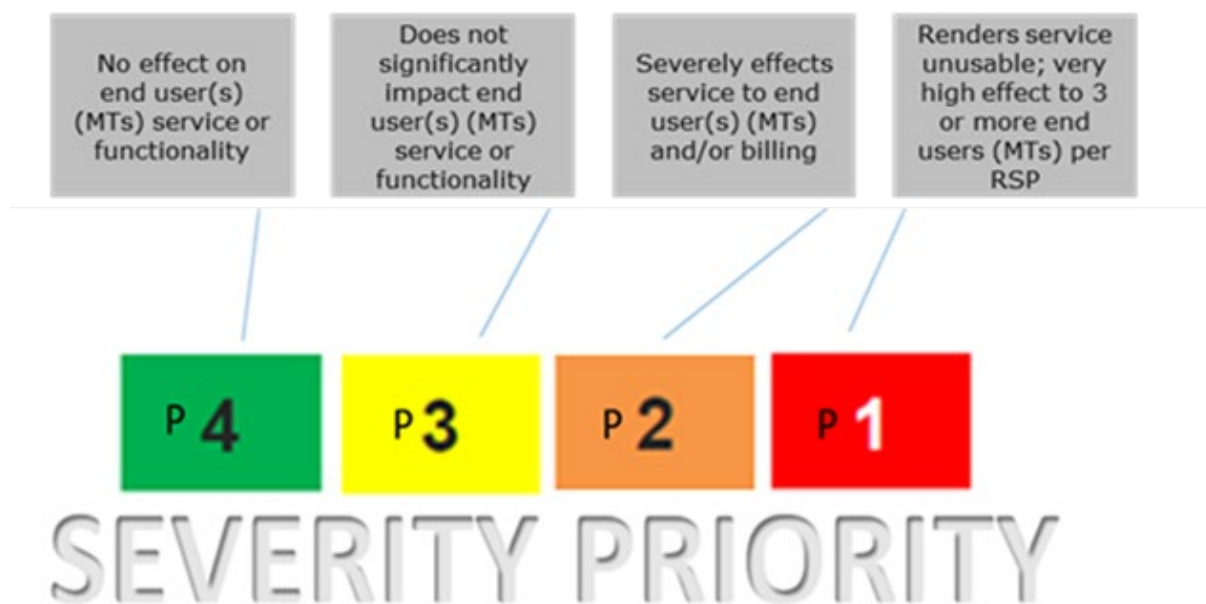 No effect on
end user(s)
(MTs) service or
functionality
Does not
significantly
impact end
user(s) (MTs)
service or
functionality
Severely effects
service to end
user(s) (MTs)
and/or billing
Renders service
unusable; very
high effect to 3
or more end
users (MTs) per
RSP
P 4
P 3
P 2
P 1
SEVERITY PRIORITY